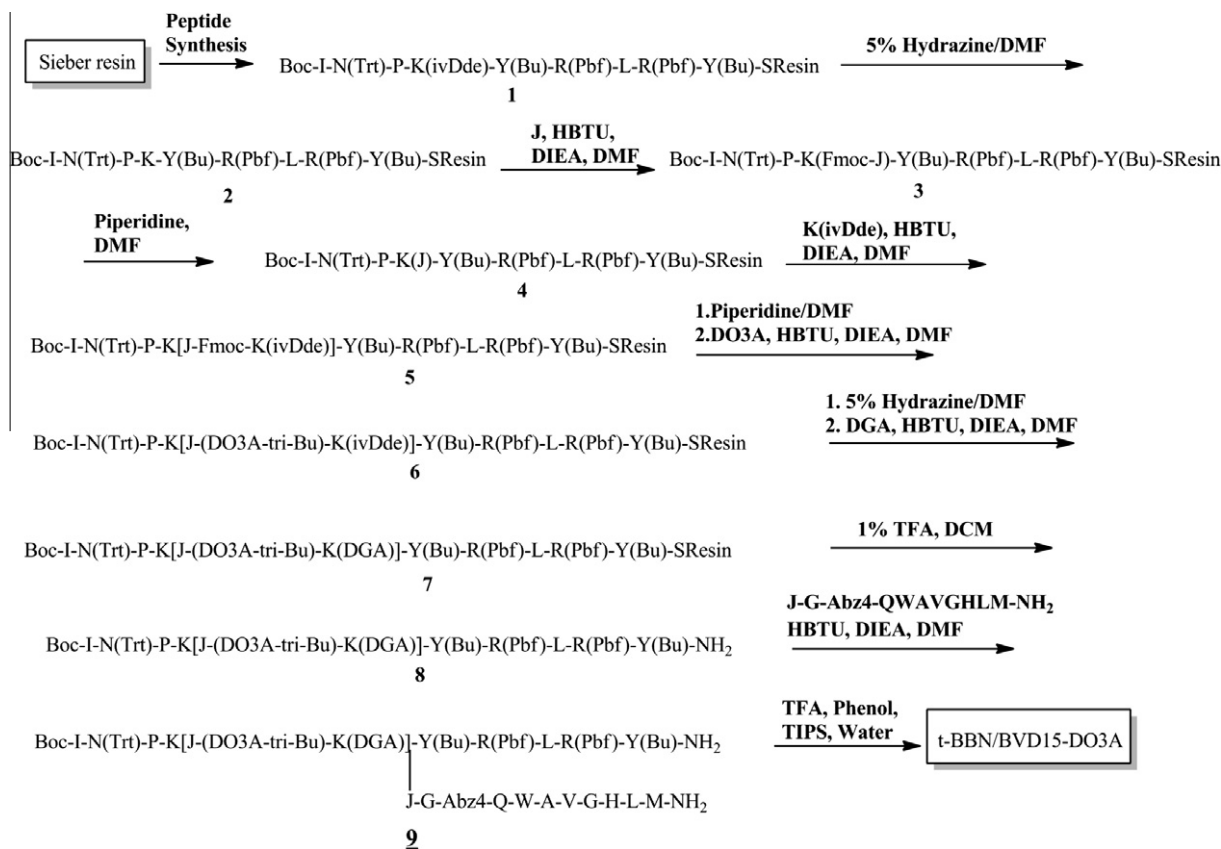 Peptide
Synthesis
Sieber resin
Boc-I-N(Trt)-P-K(ivDde)-Y(Bu)-R(Pbf)-L-R(Pbf)-Y(Bu)-SResin
5% Hydrazine/DMF
1
Boc-I-N(Trt)-P-K-Y(Bu)-R(Pbf)-L-R(Pbf)-Y(Bu)-SResin
J, HBTU,
DIEA, DMF
Boc-I-N(Trt)-P-K(Fmoc-J)-Y(Bu)-R(Pbf)-L-R(Pbf)-Y(Bu)-SResin
2
3
Piperidine,
DMF
Boc-I-N(Trt)-P-K(J)-Y(Bu)-R(Pbf)-L-R(Pbf)-Y(Bu)-SResin
K(ivDde), HBTU,
DIEA, DMF
4
Boc-I-N(Trt)-P-K[J-Fmoc-K(ivDde)]-Y(Bu)-R(Pbf)-L-R(Pbf)-Y(Bu)-SResin
1.Piperidine/DMF
2.DO3A, HBTU, DIEA, DMF
5
Boc-I-N(Trt)-P-K[J-(DO3A-tri-Bu)-K(ivDde)]-Y(Bu)-R(Pbf)-L-R(Pbf)-Y(Bu)-SResin
1. 5% Hydrazine/DMF
2. DGA, HBTU, DIEA, DMF
6
Boc-I-N(Trt)-P-K[J-(DO3A-tri-Bu)-K(DGA)]-Y(Bu)-R(Pbf)-L-R(Pbf)-Y(Bu)-SResin
1% TFA, DCM
7
Boc-I-N(Trt)-P-K[J-(DO3A-tri-Bu)-K(DGA)]-Y(Bu)-R(Pbf)-L-R(Pbf)-Y(Bu)-NH2
J-G-Abz4-QWAVGHLM-NH2
HBTU, DIEA, DMF
8
Boc-I-N(Trt)-P-K[J-(DO3A-tri-Bu)-K(DGA)]-Y(Bu)-R(Pbf)-L-R(Pbf)-Y(Bu)-NH2
TFA, Phenol,
TIPS, Water
t-BBN/BVD15-DO3A
J-G-Abz4-Q-W-A-V-G-H-L-M-NH2
9